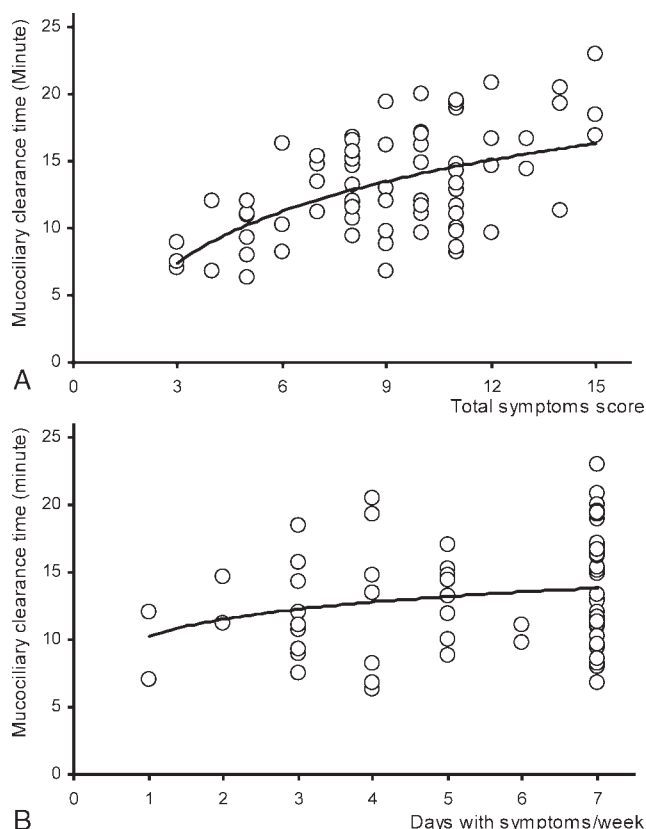 Mucociliary clearance time (Minute)
25
20
15
10
5
0
0 3 6 9 12 15
A
Total symptoms score
Mucociliary clearance time (minute)
25
20
15
10
5
0
0 1 2 3 4 5 6 7
B
Days with symptoms/week